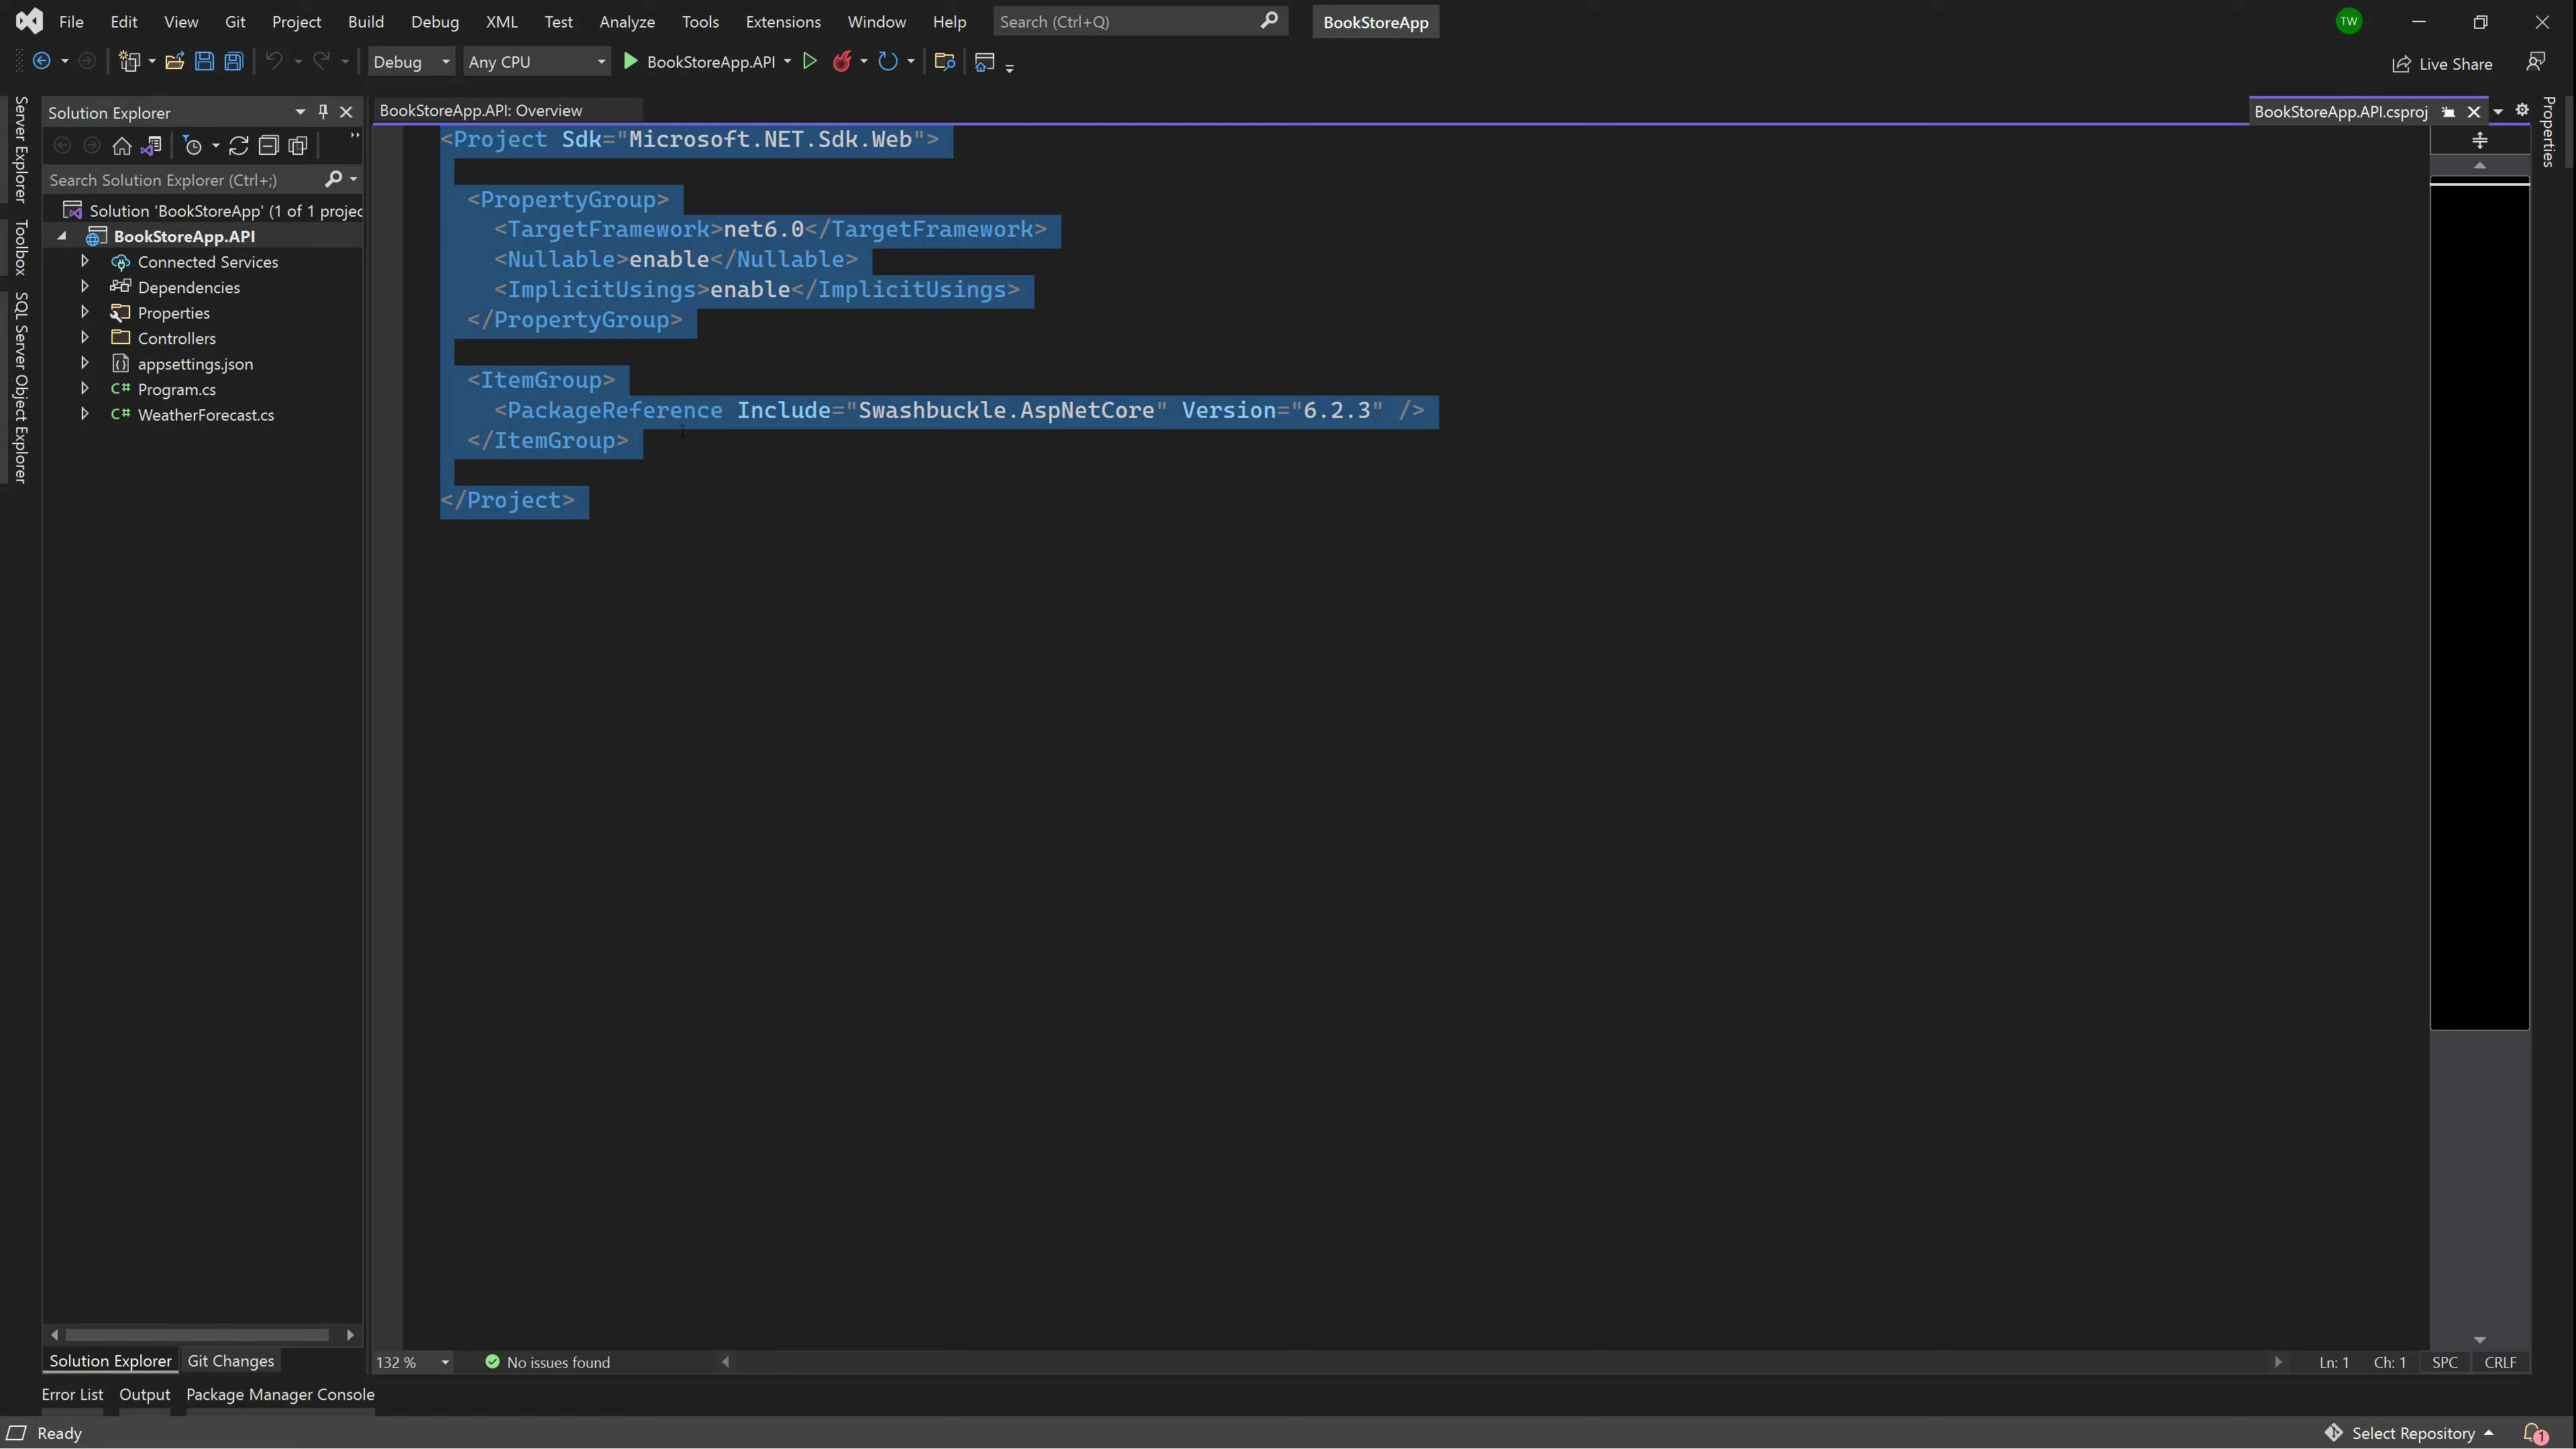 File Edit View Git Project Build Debug XML Test Analyze Tools Extensions Window Help Search (Ctrl+Q) BookStoreApp TW
Debug Any CPU BookStoreApp.API Live Share
Server Explorer
Toolbox
SQL Server Object Explorer
Solution Explorer
Search Solution Explorer (Ctrl+;)
Solution 'BookStoreApp' (1 of 1 projec
BookStoreApp.API
Connected Services
Dependencies
Properties
Controllers
appsettings.json
C# Program.cs
C# WeatherForecast.cs
Solution Explorer Git Changes
BookStoreApp.API: Overview BookStoreApp.API.csproj
<Project Sdk="Microsoft.NET.Sdk.Web">
<PropertyGroup>
<TargetFramework>net6.0</TargetFramework>
<Nullable>enable</Nullable>
<ImplicitUsings>enable</ImplicitUsings>
</PropertyGroup>
<ItemGroup>
<PackageReference Include="Swashbuckle.AspNetCore" Version="6.2.3" />
</ItemGroup>
</Project>
Properties
132 % No issues found Ln: 1 Ch: 1 SPC CRLF
Error List Output Package Manager Console
Ready Select Repository 1